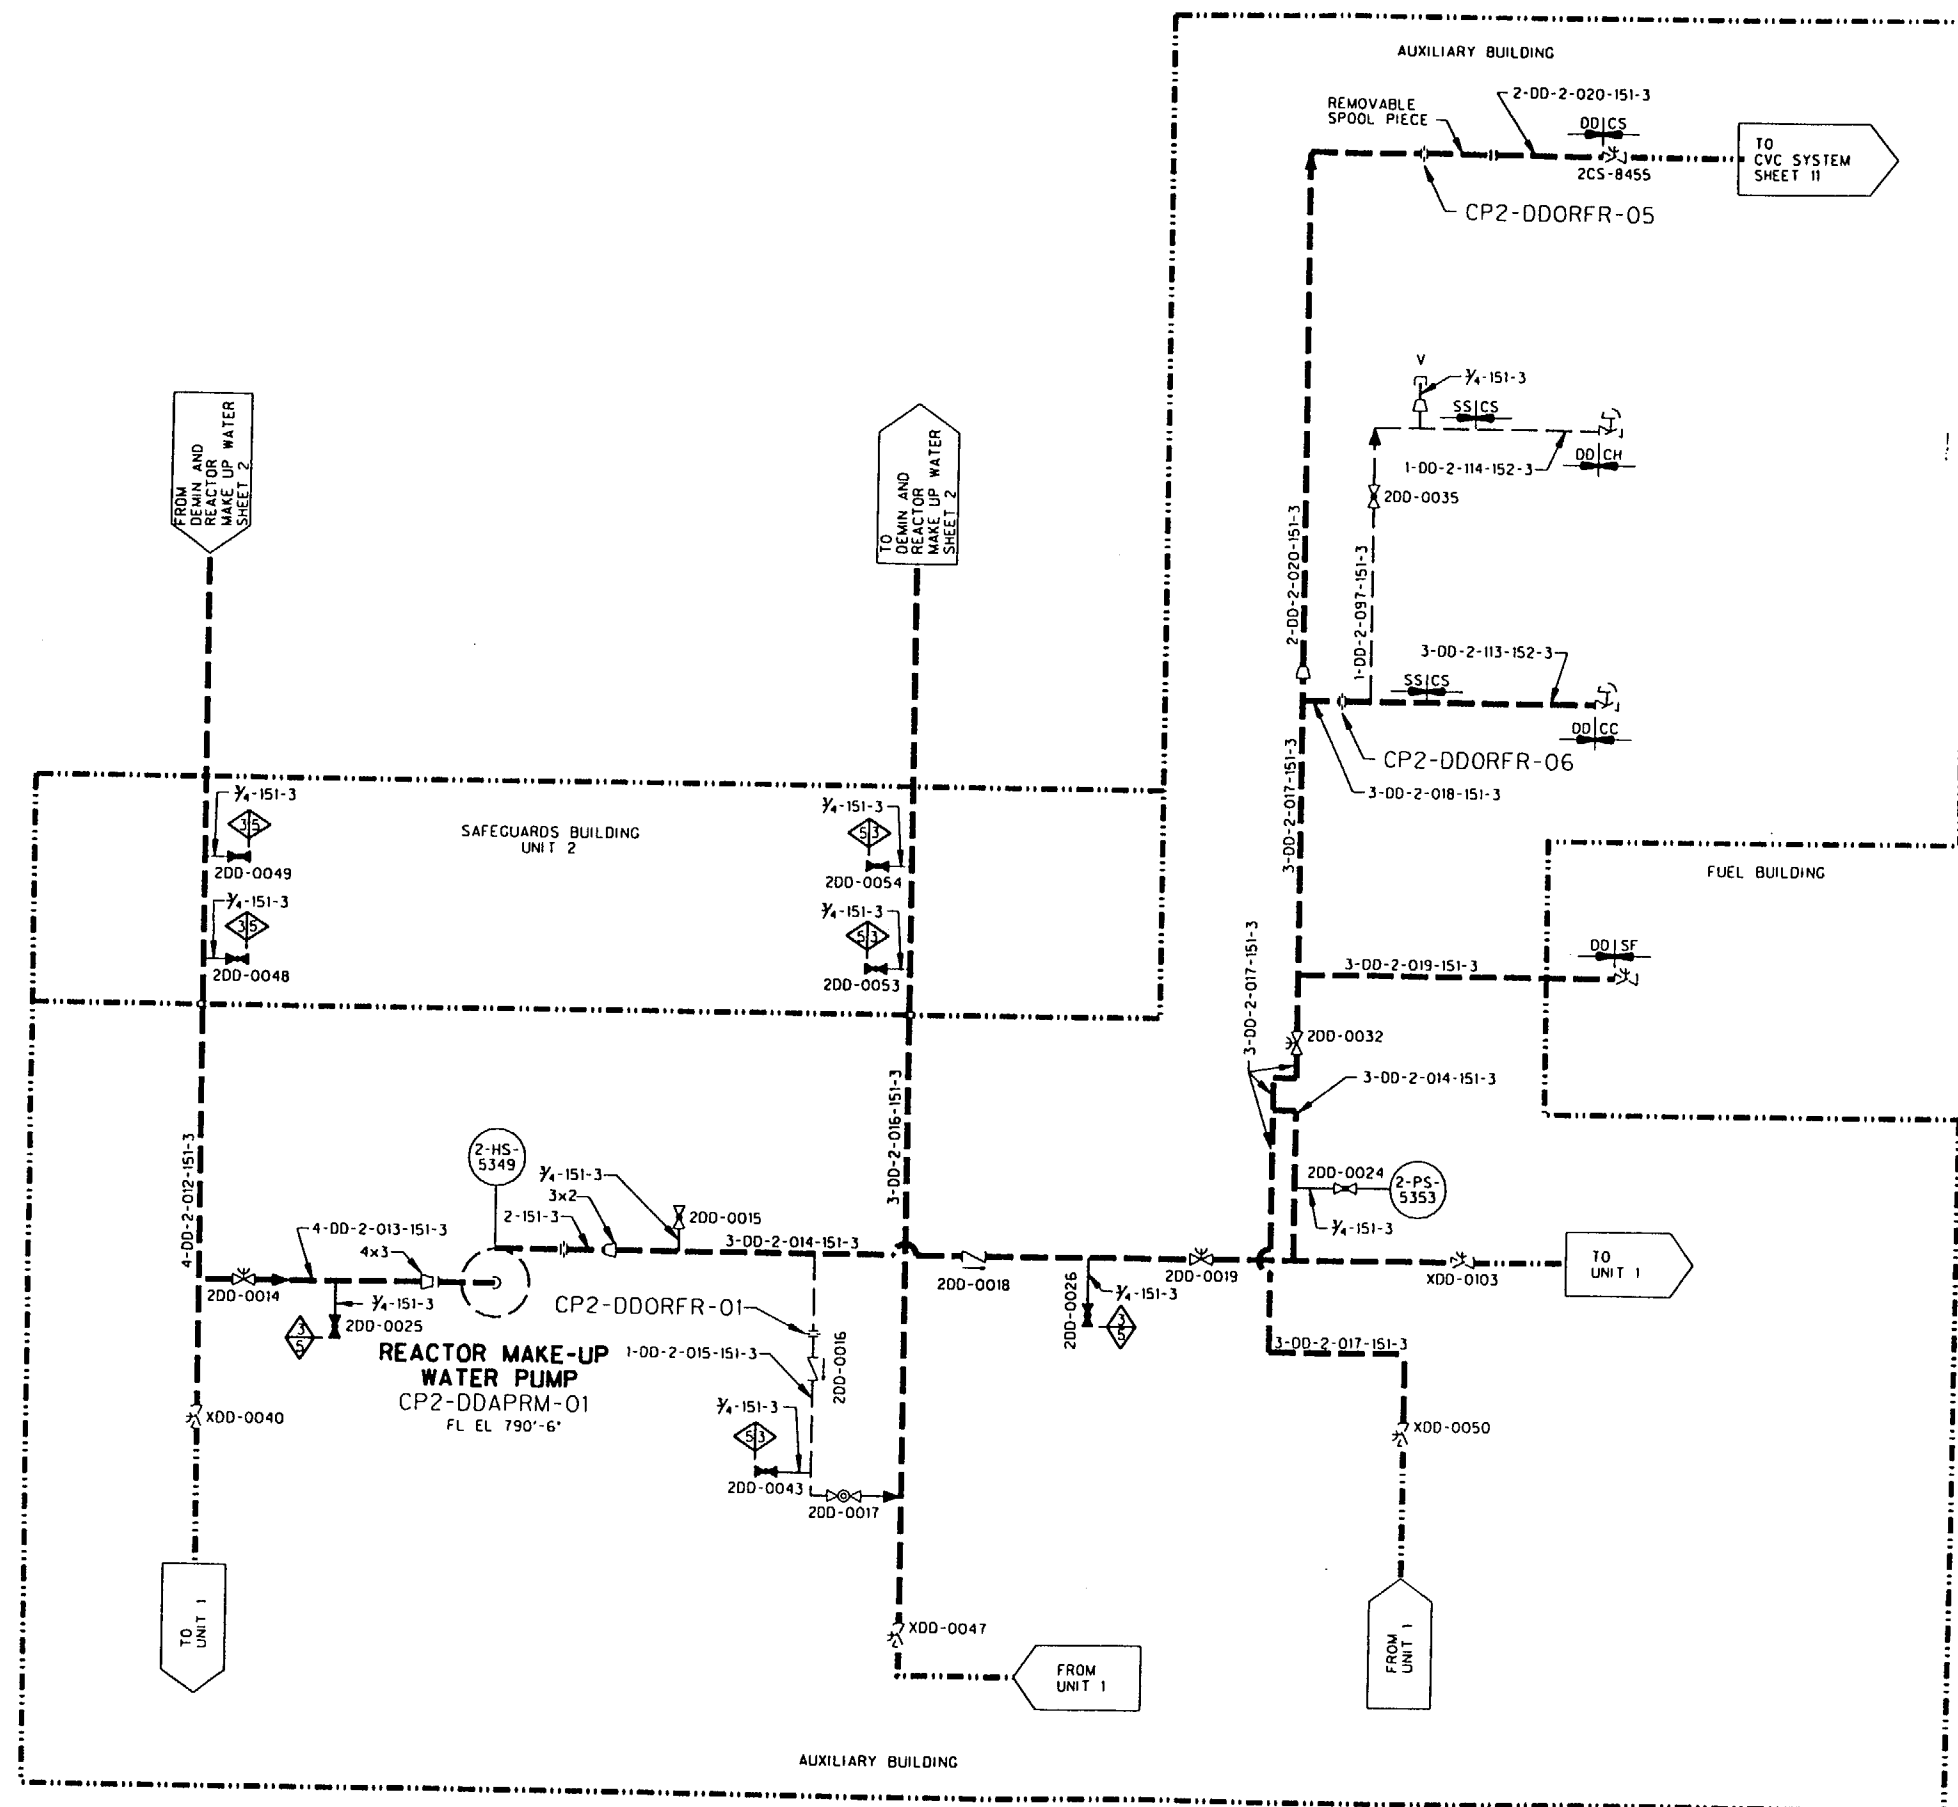 AUXILIARY BUILDING
REMOVABLE
SPOOL PIECE
2-DD-2-020-151-3
DD CS
2CS-8455
TO
CVC SYSTEM
SHEET 11
CP2-DDORFR-05
V
3/4-151-3
SS CS
1-DD-2-114-152-3
DD CH
2DD-0035
2-DD-2-020-151-3
1-DD-2-097-151-3
3-DD-2-113-152-3
SS CS
DD CC
CP2-DDORFR-06
3-DD-2-018-151-3
3-DD-2-017-151-3
FROM
DEMIN AND
REACTOR
MAKE UP WATER
SHEET 2
TO
DEMIN AND
REACTOR
MAKE UP WATER
SHEET 2
3/4-151-3
35
2DD-0049
3/4-151-3
35
2DD-0048
SAFEGUARDS BUILDING
UNIT 2
3/4-151-3
53
2DD-0054
3/4-151-3
53
2DD-0053
FUEL BUILDING
DD SF
3-DD-2-019-151-3
3-DD-2-017-151-3
2DD-0032
3-DD-2-014-151-3
4-DD-2-012-151-3
3-DD-2-016-151-3
2-HS-
5349
3/4-151-3
3x2
2-151-3
2DD-0015
3-DD-2-014-151-3
4-DD-2-013-151-3
4x3
2DD-0014
3/4-151-3
3
5
2DD-0025
REACTOR MAKE-UP
WATER PUMP
CP2-DDAPRM-01
FL EL 790'-6"
CP2-DDORFR-01
1-DD-2-015-151-3
2DD-0016
3/4-151-3
53
2DD-0043
2DD-0017
2DD-0018
2DD-0026
3/4-151-3
3
5
2DD-0019
2DD-0024
2-PS-
5353
3/4-151-3
XDD-0103
TO
UNIT 1
3-DD-2-017-151-3
XDD-0050
FROM
UNIT 1
XDD-0040
TO
UNIT 1
XDD-0047
FROM
UNIT 1
AUXILIARY BUILDING